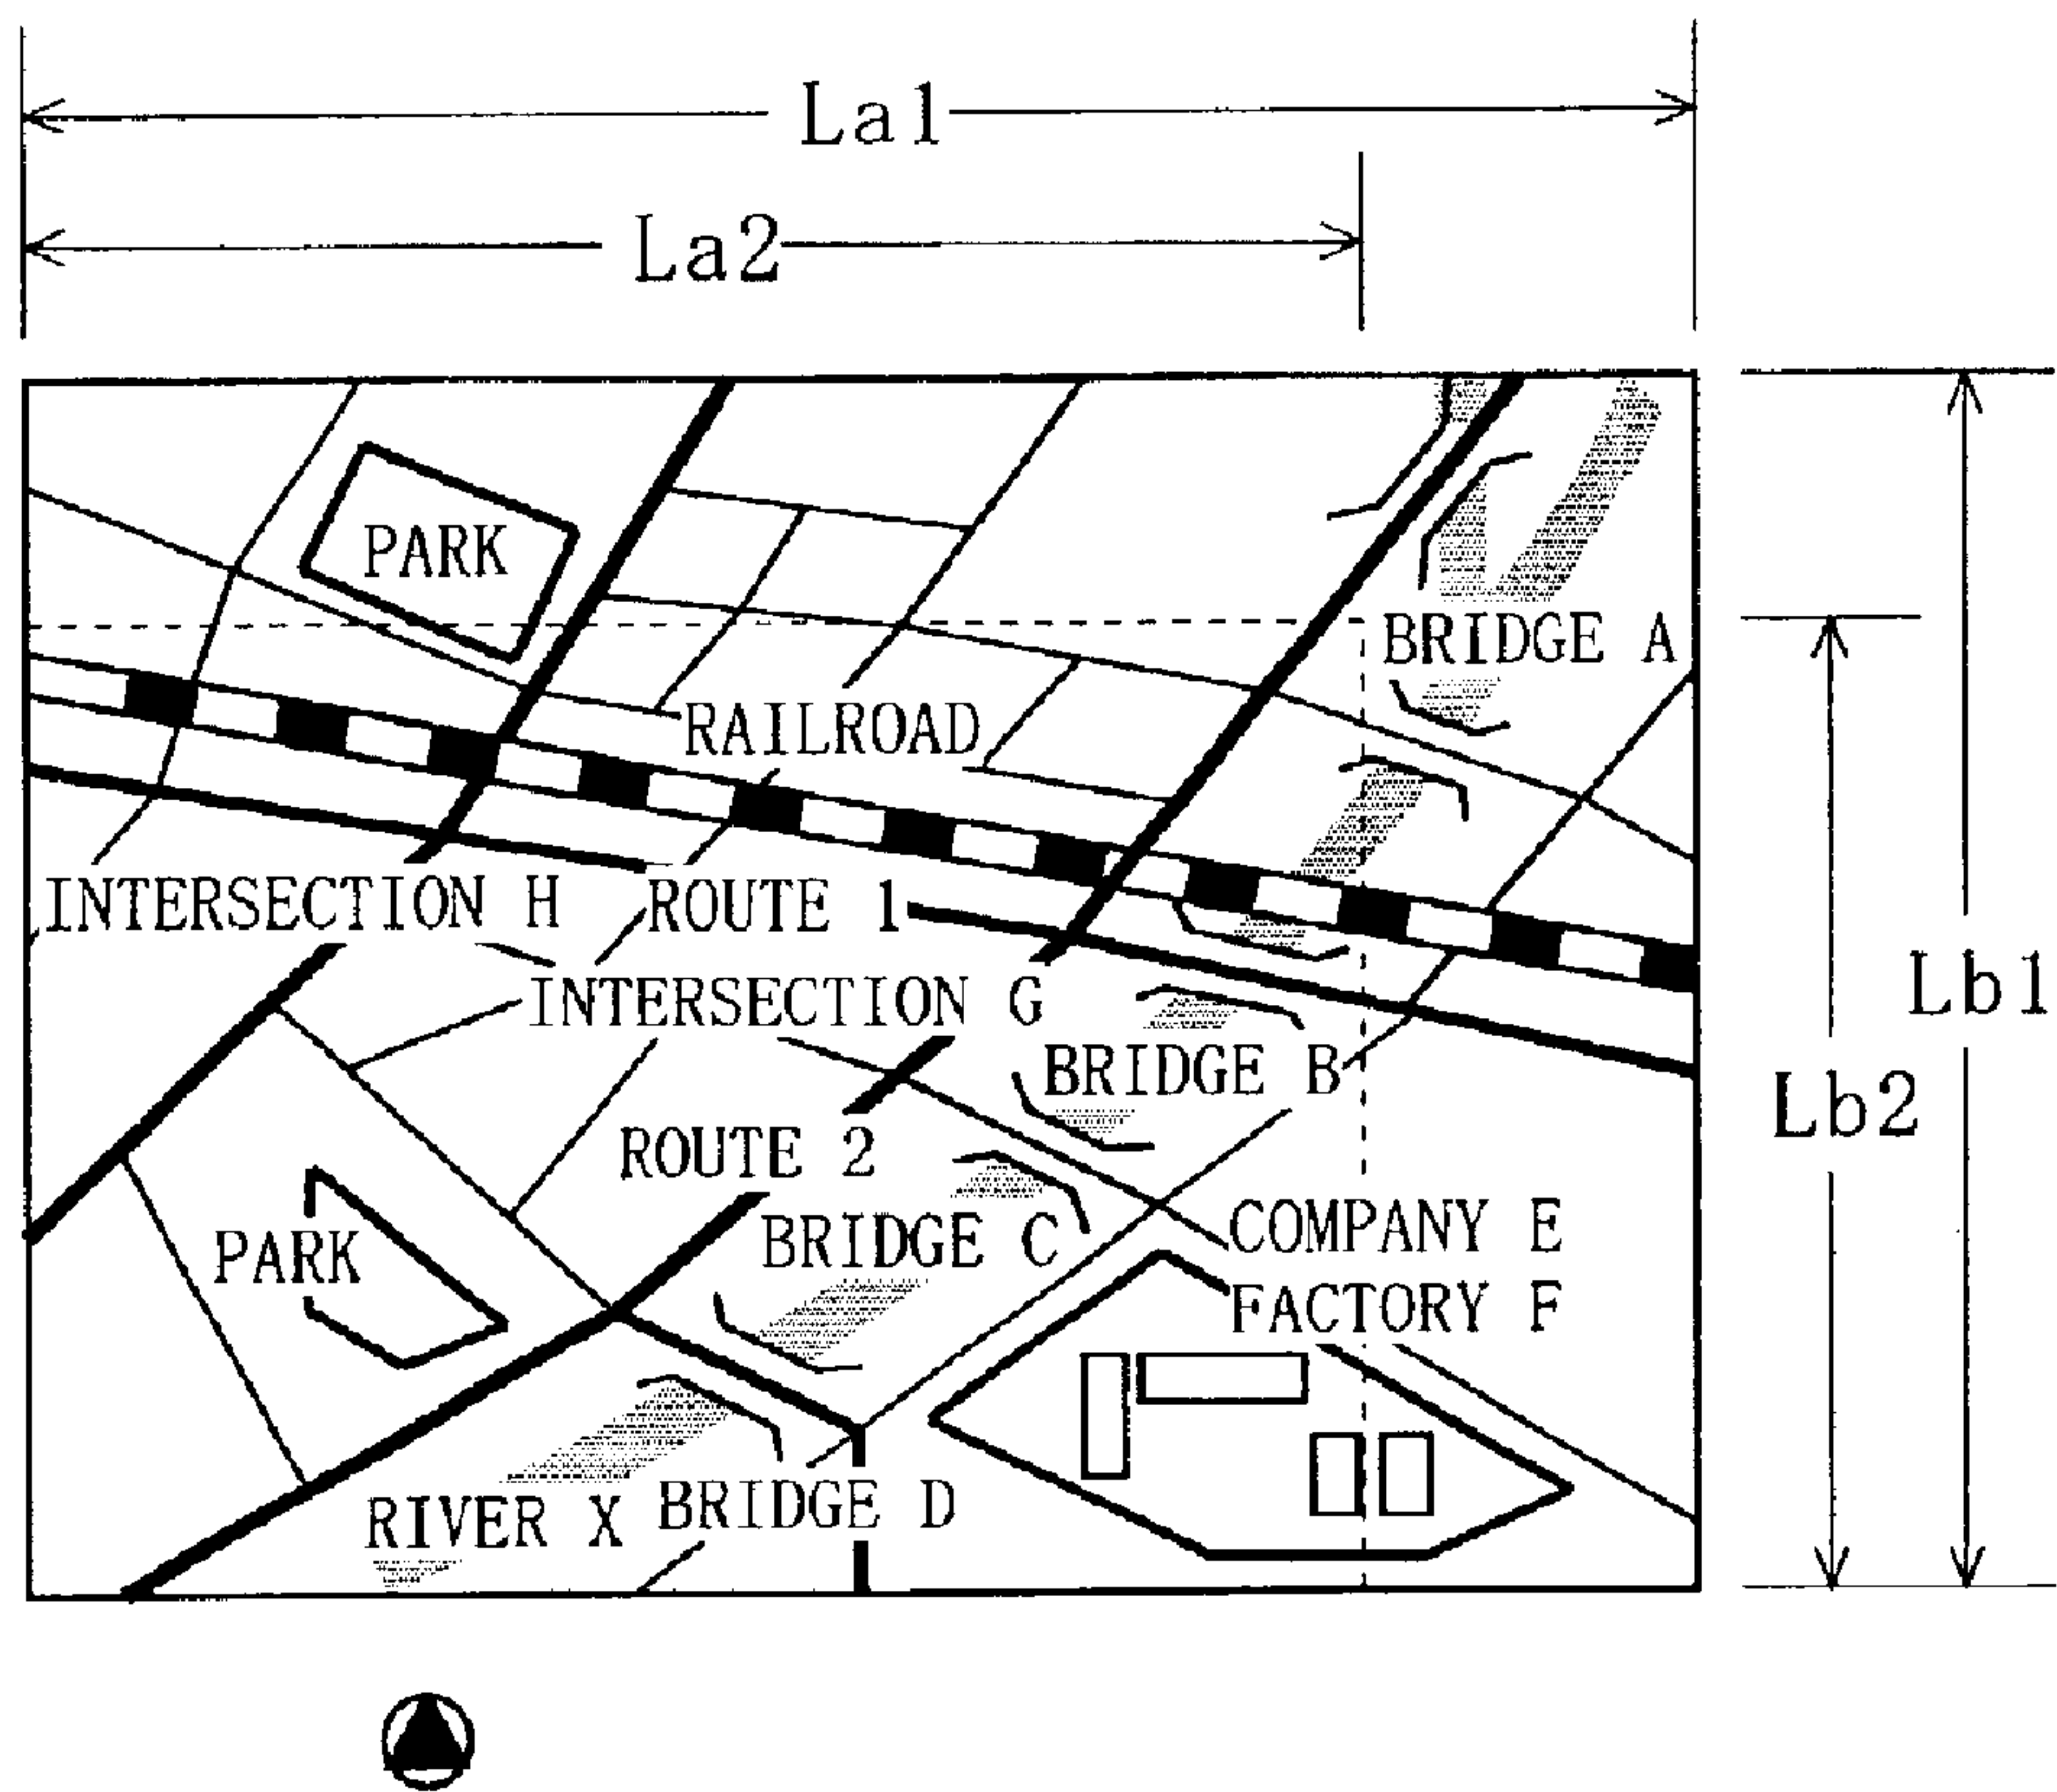 La1
La2
PARK
BRIDGE A
RAILROAD
INTERSECTION H
ROUTE 1
Lb1
INTERSECTION G
BRIDGE B
Lb2
ROUTE 2
COMPANY E
FACTORY F
BRIDGE C
PARK
RIVER X
BRIDGE D